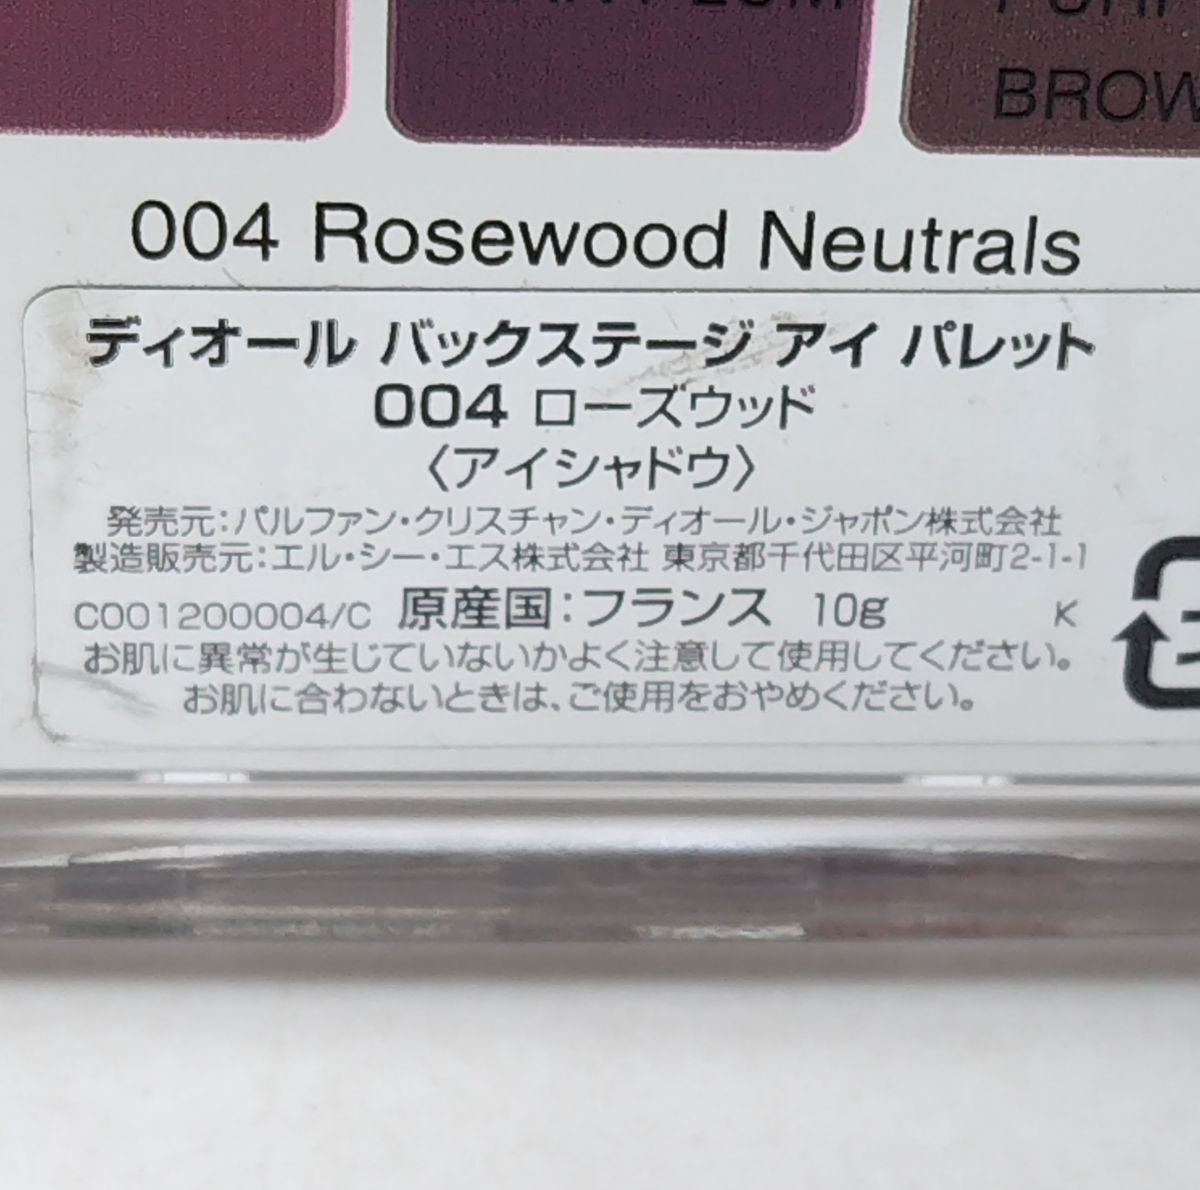 BROW
004 Rosewood Neutrals
ディオール バックステージ アイ パレット
004 ローズウッド
〈アイシャドウ〉
発売元：パルファン・クリスチャン・ディオール・ジャポン株式会社
製造販売元：エル・シー・エス株式会社 東京都千代田区平河町2-1-1
C001200004/C 原産国：フランス 10g K
お肌に異常が生じていないかよく注意して使用してください。
お肌に合わないときは、ご使用をおやめください。